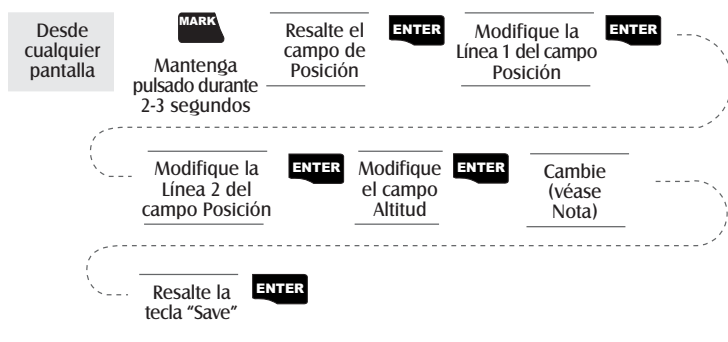 Desde
cualquier
pantalla
MARK
Mantenga
pulsado durante
2-3 segundos
Resalte el
campo de
Posición
ENTER
Modifique la
Línea 1 del campo
Posición
ENTER
Modifique la
Línea 2 del
campo Posición
ENTER
Modifique
el campo
Altitud
ENTER
Cambie
(véase
Nota)
Resalte la
tecla “Save”
ENTER